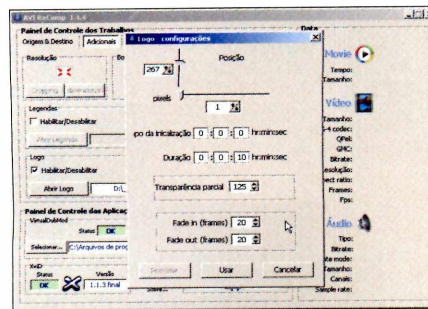 AVI ReComp 1.4.4
Painel de Controle dos Trabalhos
Origem & Destino Adicionais
Resolução
Cropping
Legendas
Habilitar/Desabilitar
Abrir Legenda
Logo
Habilitar/Desabilitar
Abrir Logo D:\
Painel de Controle das Aplicaç
VirtualDubMod
Status OK
Selecionar... C:\Arquivos de prog
XviD
Status Versão
OK 1.1.3 final
Logo configurações
Posição
267
pixels
1
po da Inicialização 0 : 0 : 0 hr:min:sec
Duração 0 : 0 : 10 hr:min:sec
Transparência parcial 125
Fade in (frames) 20
Fade out (frames) 20
Usar Cancelar
Data
Movie
Tempo:
Tamanho:
Vídeo
Tamanho:
-4 codec:
QPel:
GMC:
Bitrate:
esolução:
ect ratio:
Frames:
Fps:
Áudio
Tipo:
Bitrate:
te mode:
Tamanho:
Canais:
Sample rate: